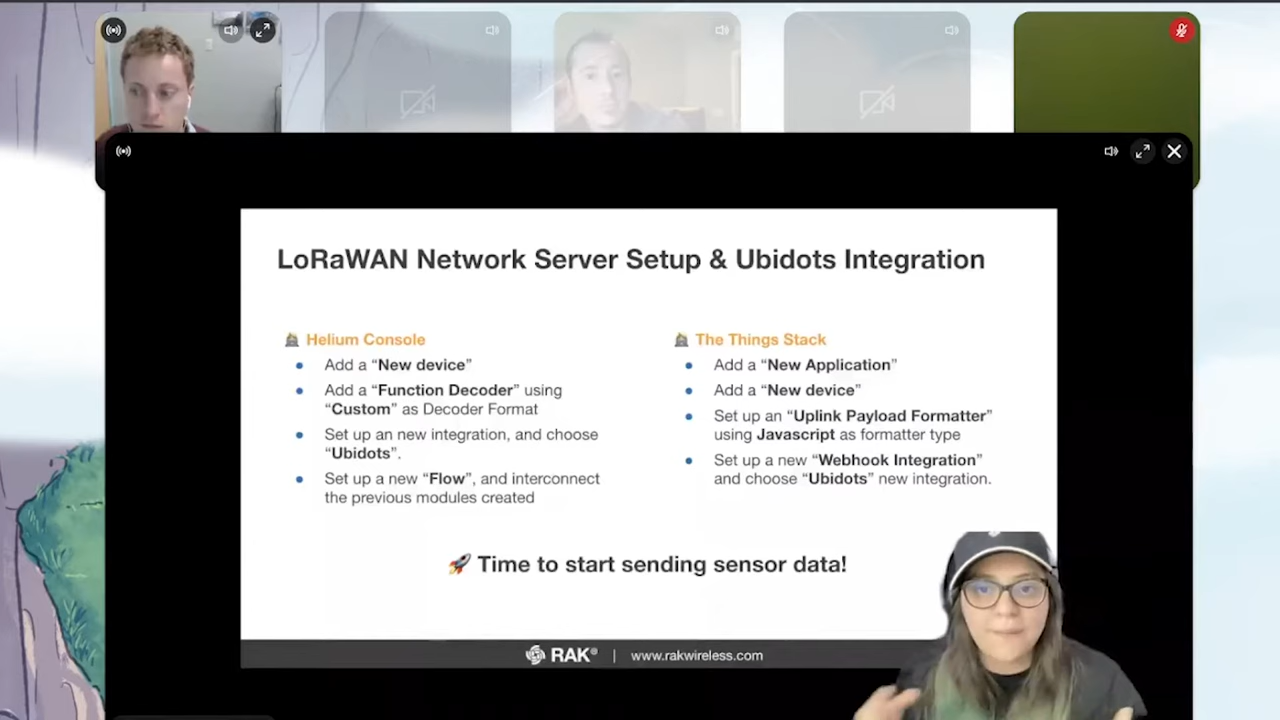 LoRaWAN Network Server Setup & Ubidots Integration
Helium Console
Add a “New device”
Add a “Function Decoder” using
“Custom” as Decoder Format
Set up an new integration, and choose
“Ubidots”.
Set up a new “Flow”, and interconnect
the previous modules created
The Things Stack
Add a “New Application”
Add a “New device”
Set up an “Uplink Payload Formatter”
using Javascript as formatter type
Set up a new “Webhook Integration”
and choose “Ubidots” new integration.
Time to start sending sensor data!
RAK® | www.rakwireless.com